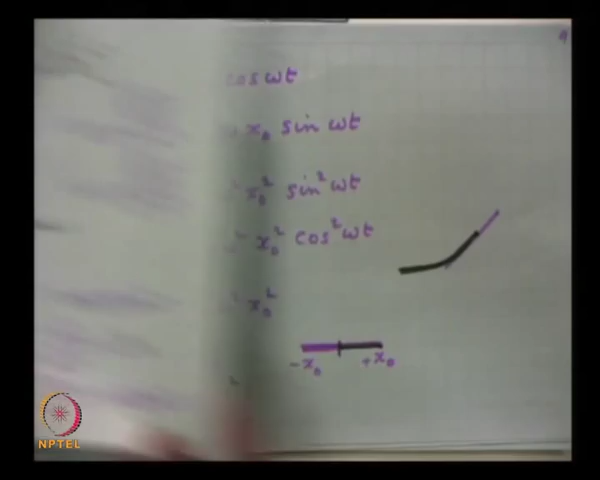 cos ωt
x₀ sin ωt
x₀² sin² ωt
x₀² cos² ωt
x₀²
-x₀ +x₀
NPTEL